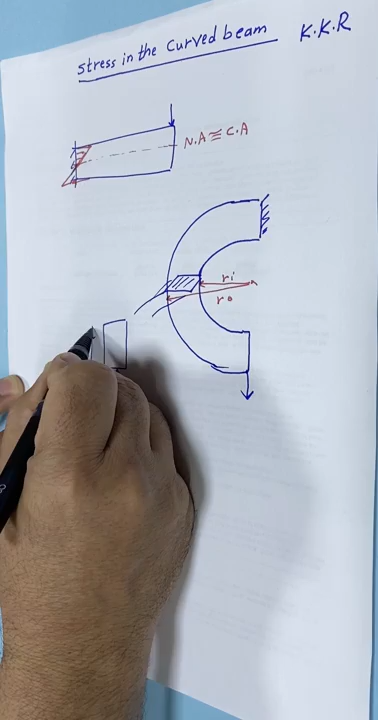 stress in the curved beam
K.K.R
N.A ≅ C.A
ri
ro